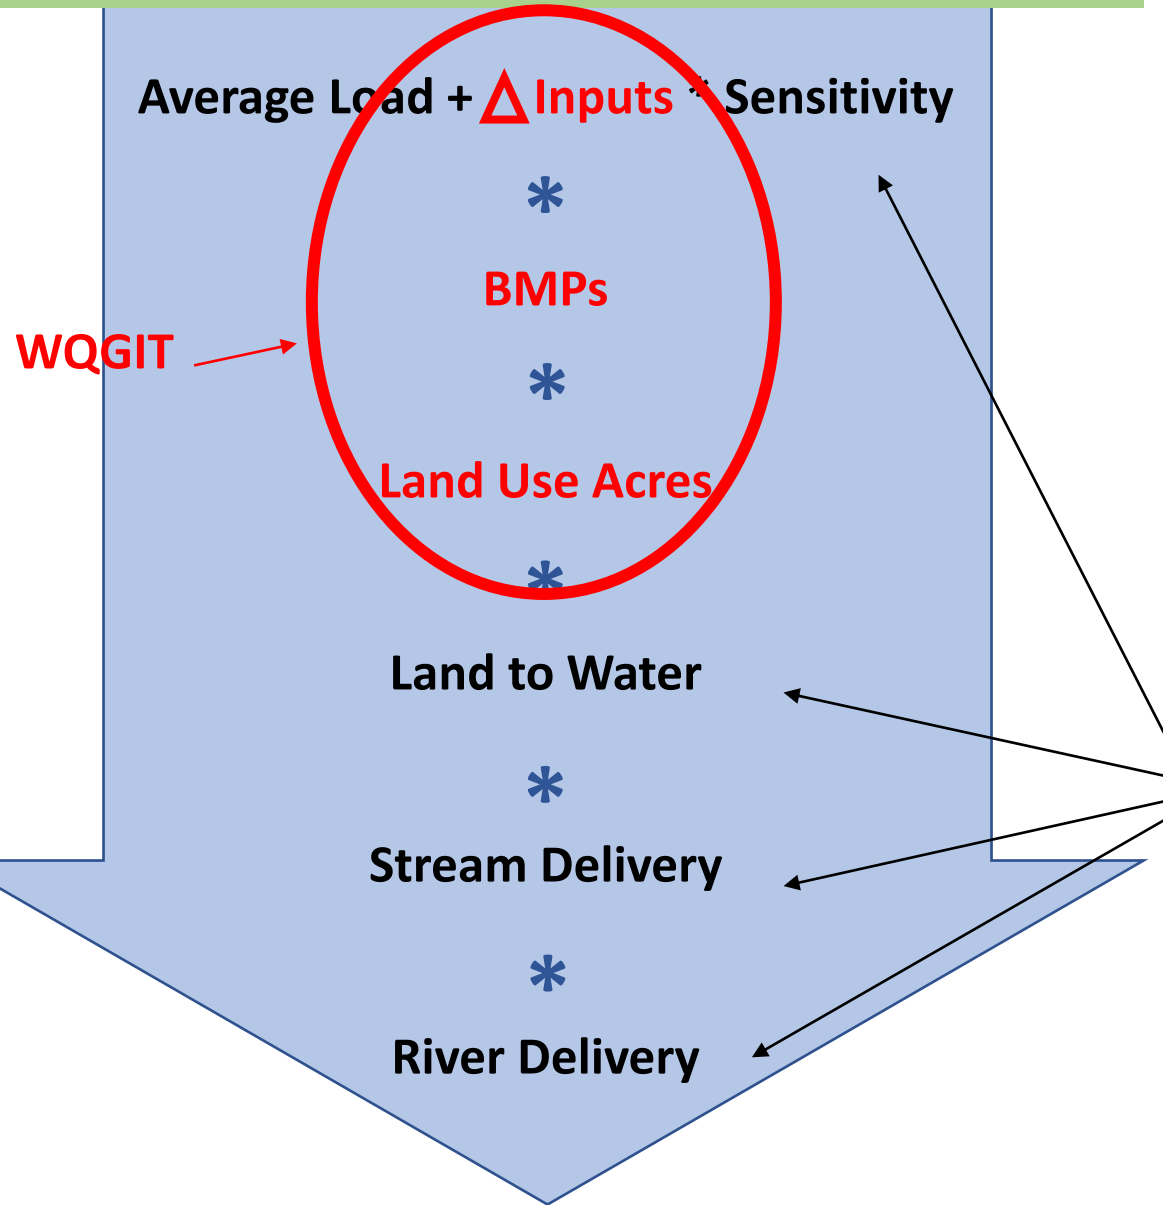 Average Load + Δ Inputs * Sensitivity
*
BMPs
WQGIT
*
Land Use Acres
*
Land to Water
*
Stream Delivery
*
River Delivery